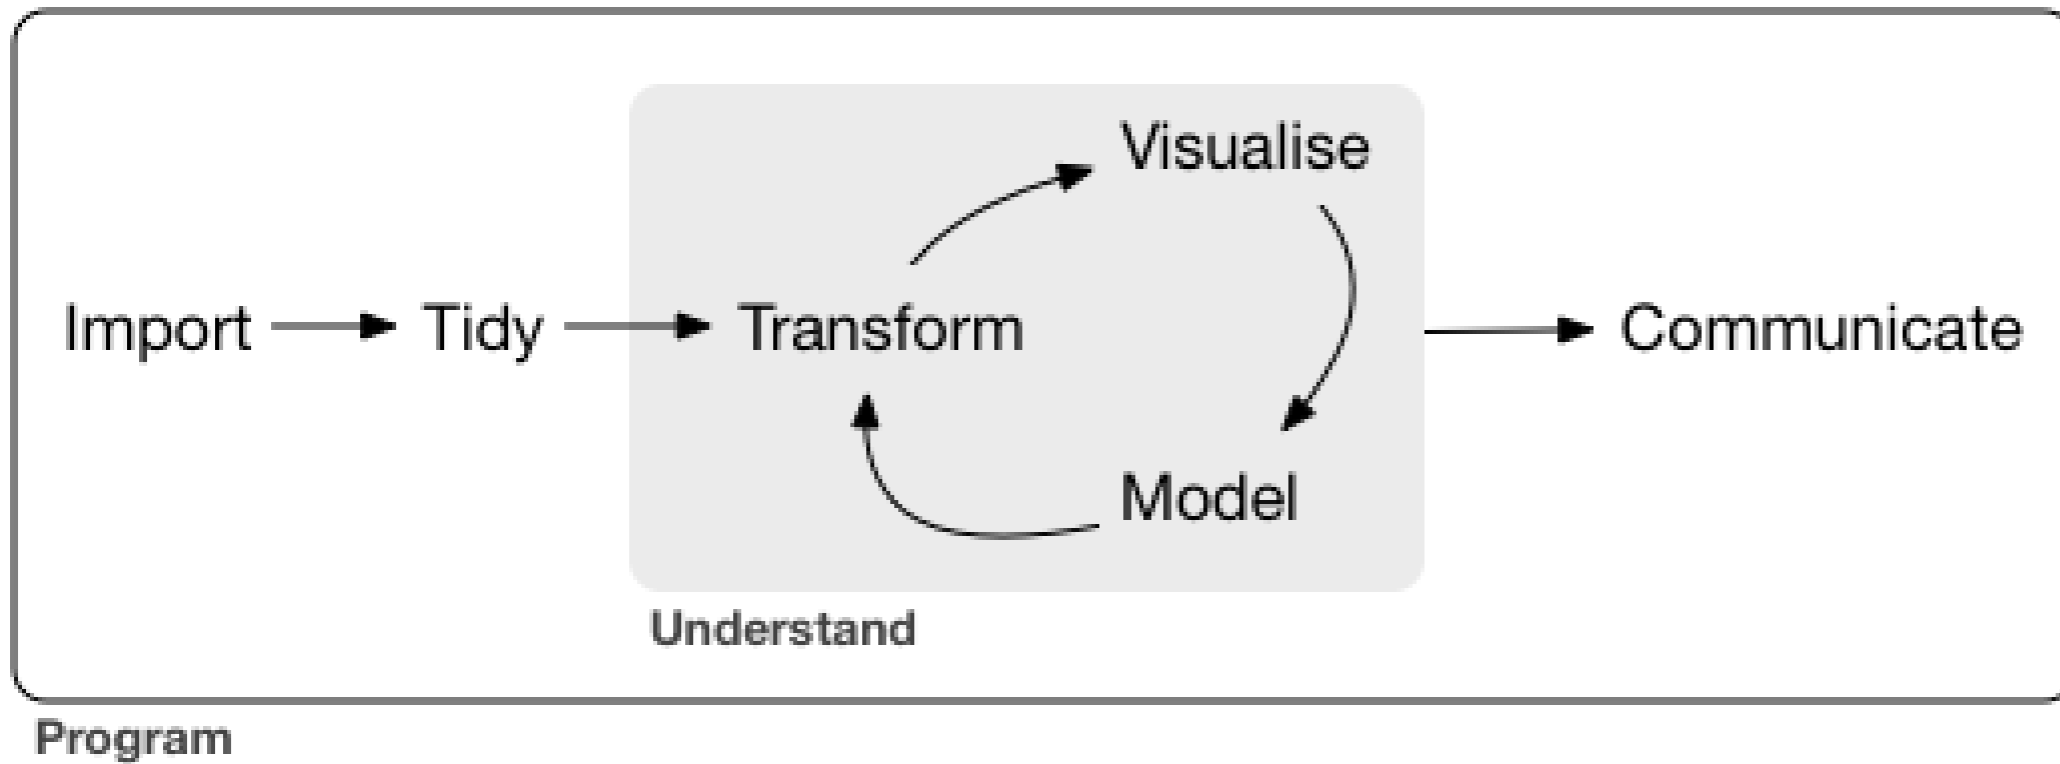 Visualise
Import Tidy Transform Communicate
Model
Understand
Program